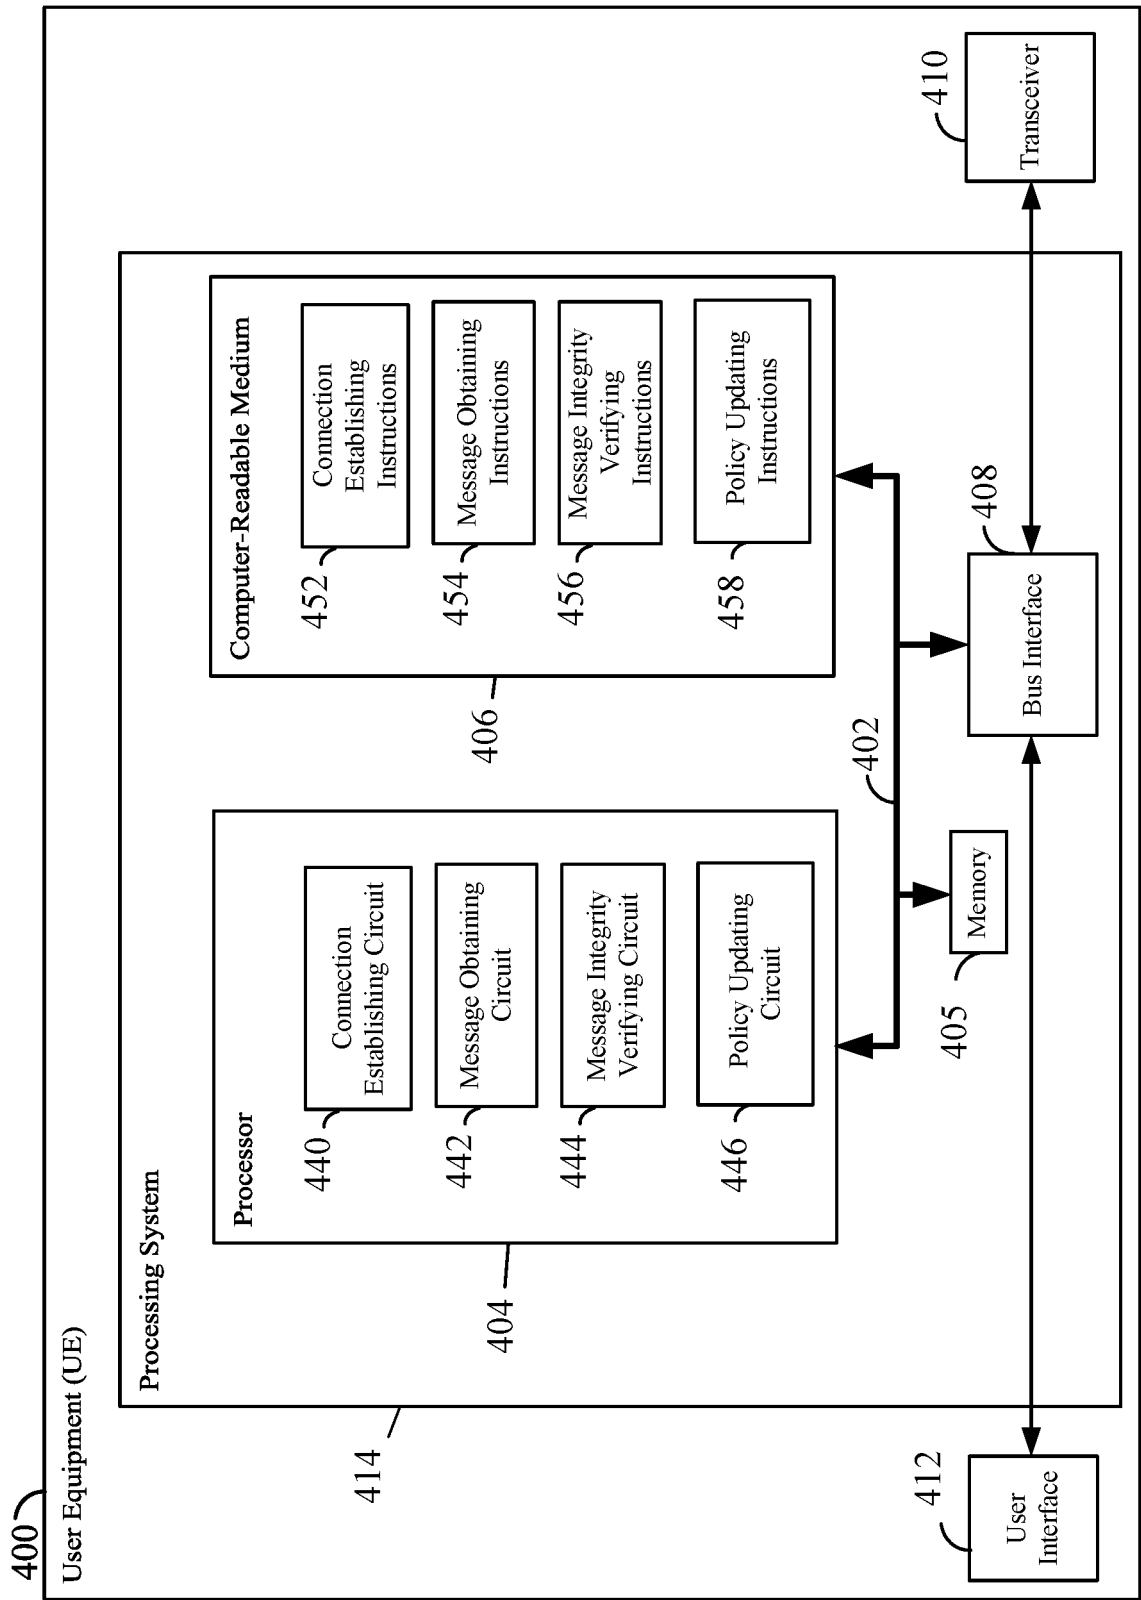 400
User Equipment (UE)
414
Processing System
404
Processor
440
Connection
Establishing Circuit
442
Message Obtaining
Circuit
444
Message Integrity
Verifying Circuit
446
Policy Updating
Circuit
406
Computer-Readable Medium
452
Connection
Establishing
Instructions
454
Message Obtaining
Instructions
456
Message Integrity
Verifying
Instructions
458
Policy Updating
Instructions
402
405
Memory
408
Bus Interface
412
User
Interface
410
Transceiver